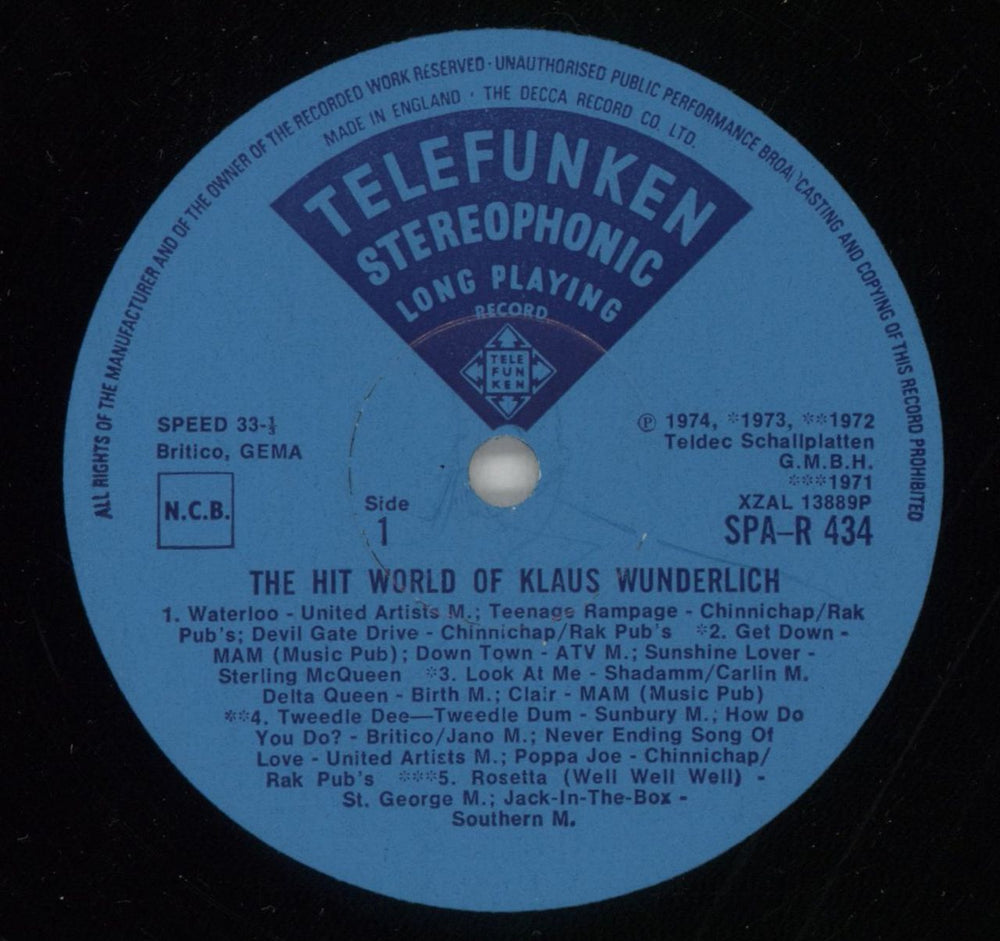 ALL RIGHTS OF THE MANUFACTURER AND OF THE OWNER OF THE RECORDED WORK RESERVED · UNAUTHORISED PUBLIC PERFORMANCE BROADCASTING AND COPYING OF THIS RECORD PROHIBITED
MADE IN ENGLAND · THE DECCA RECORD CO. LTD.
TELEFUNKEN
STEREOPHONIC
LONG PLAYING
RECORD
TELE
FUN
KEN
SPEED 33-⅓
Britico, GEMA
N.C.B.
Side
1
℗ 1974, *1973, **1972
Teldec Schallplatten
G.M.B.H.
***1971
XZAL 13889P
SPA–R 434
THE HIT WORLD OF KLAUS WUNDERLICH
1. Waterloo - United Artists M.; Teenage Rampage - Chinnichap/Rak
Pub's; Devil Gate Drive - Chinnichap/Rak Pub's *2. Get Down -
MAM (Music Pub); Down Town - ATV M.; Sunshine Lover -
Sterling McQueen *3. Look At Me - Shadamm/Carlin M.
Delta Queen - Birth M.; Clair - MAM (Music Pub)
**4. Tweedle Dee—Tweedle Dum - Sunbury M.; How Do
You Do? - Britico/Jano M.; Never Ending Song Of
Love - United Artists M.; Poppa Joe - Chinnichap/
Rak Pub's ***5. Rosetta (Well Well Well) -
St. George M.; Jack-In-The-Box -
Southern M.